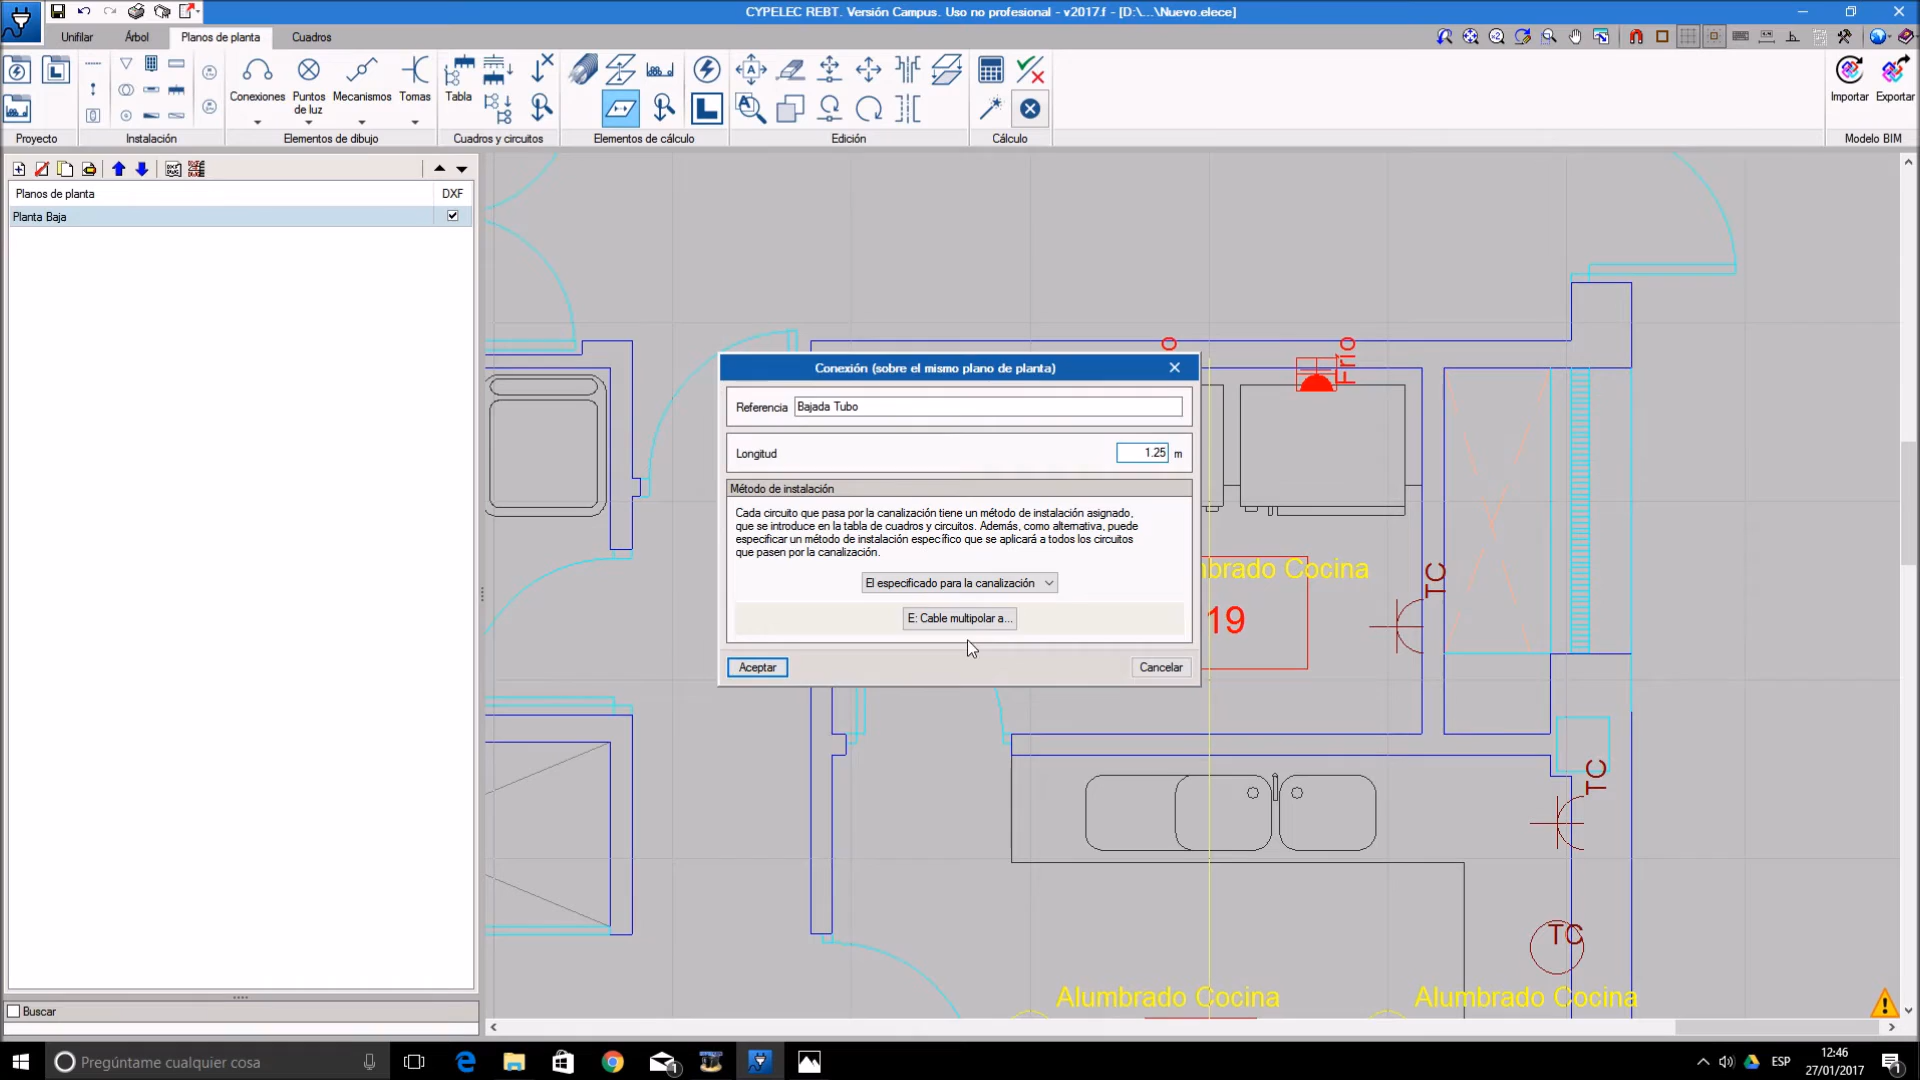 CYPELEC REBT. Versión Campus. Uso no profesional - v2017.f - [D:\...\Nuevo.elece]
Unifilar
Árbol
Planos de planta
Cuadros
Conexiones
Puntos de luz
Mecanismos
Tomas
Tabla
Importar
Exportar
Proyecto
Instalación
Elementos de dibujo
Cuadros y circuitos
Elementos de cálculo
Edición
Cálculo
Modelo BIM
Planos de planta
DXF
Planta Baja
Conexión (sobre el mismo plano de planta)
Referencia
Bajada Tubo
Longitud
1.25
m
Método de instalación
Cada circuito que pasa por la canalización tiene un método de instalación asignado,
que se introduce en la tabla de cuadros y circuitos. Además, como alternativa, puede
especificar un método de instalación específico que se aplicará a todos los circuitos
que pasen por la canalización.
El especificado para la canalización
E: Cable multipolar a...
Aceptar
Cancelar
Frío
brado Cocina
19
TC
TC
TC
Alumbrado Cocina
Alumbrado Cocina
Buscar
Pregúntame cualquier cosa
ESP
12:46
27/01/2017